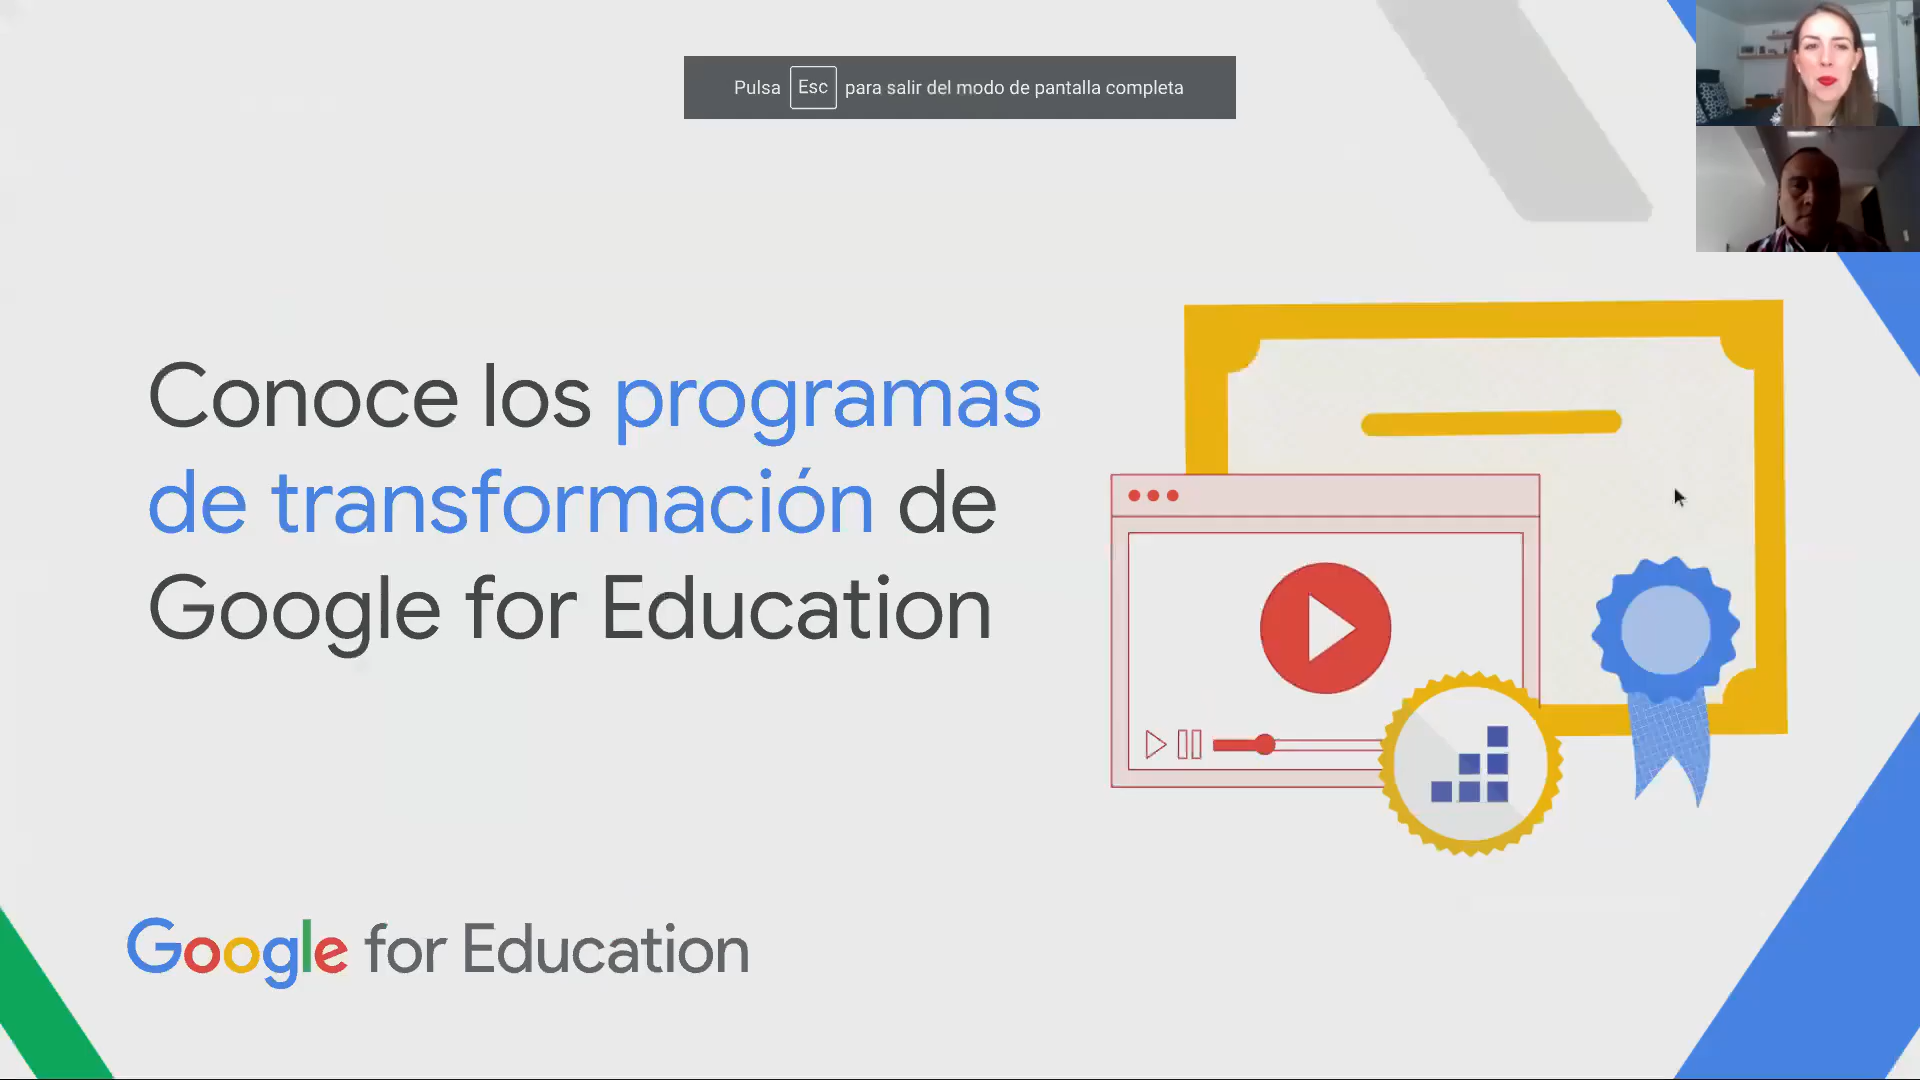 Pulsa Esc para salir del modo de pantalla completa
Conoce los programas
de transformación de
Google for Education
Google for Education